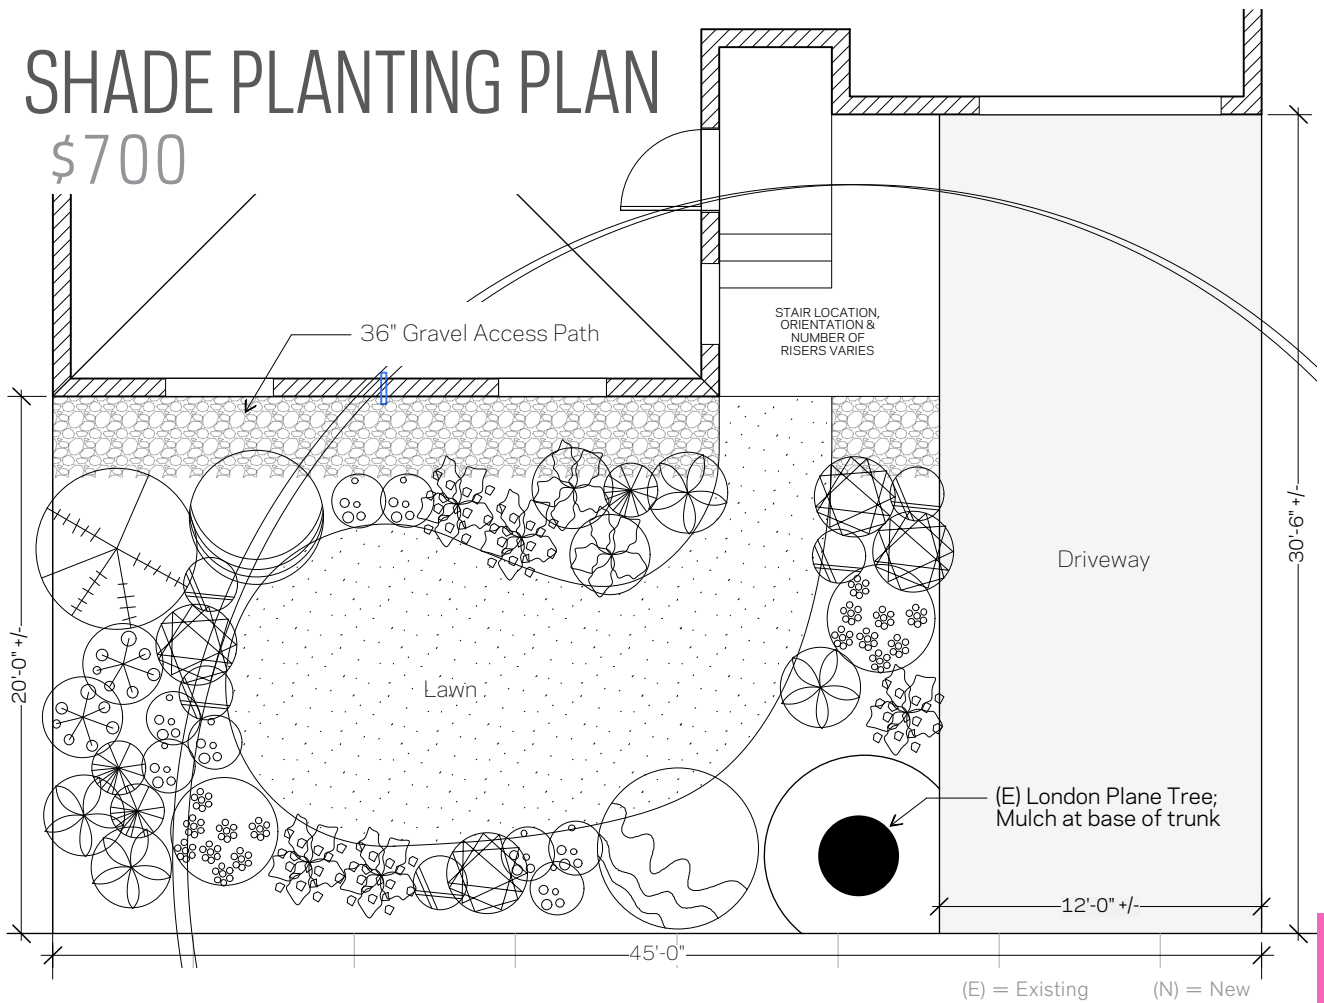 SHADE PLANTING PLAN
$700
36" Gravel Access Path
STAIR LOCATION,
ORIENTATION &
NUMBER OF
RISERS VARIES
Driveway
30'-6" +/-
20'-0" +/-
Lawn
(E) London Plane Tree;
Mulch at base of trunk
12'-0" +/-
45'-0"
(E) = Existing
(N) = New